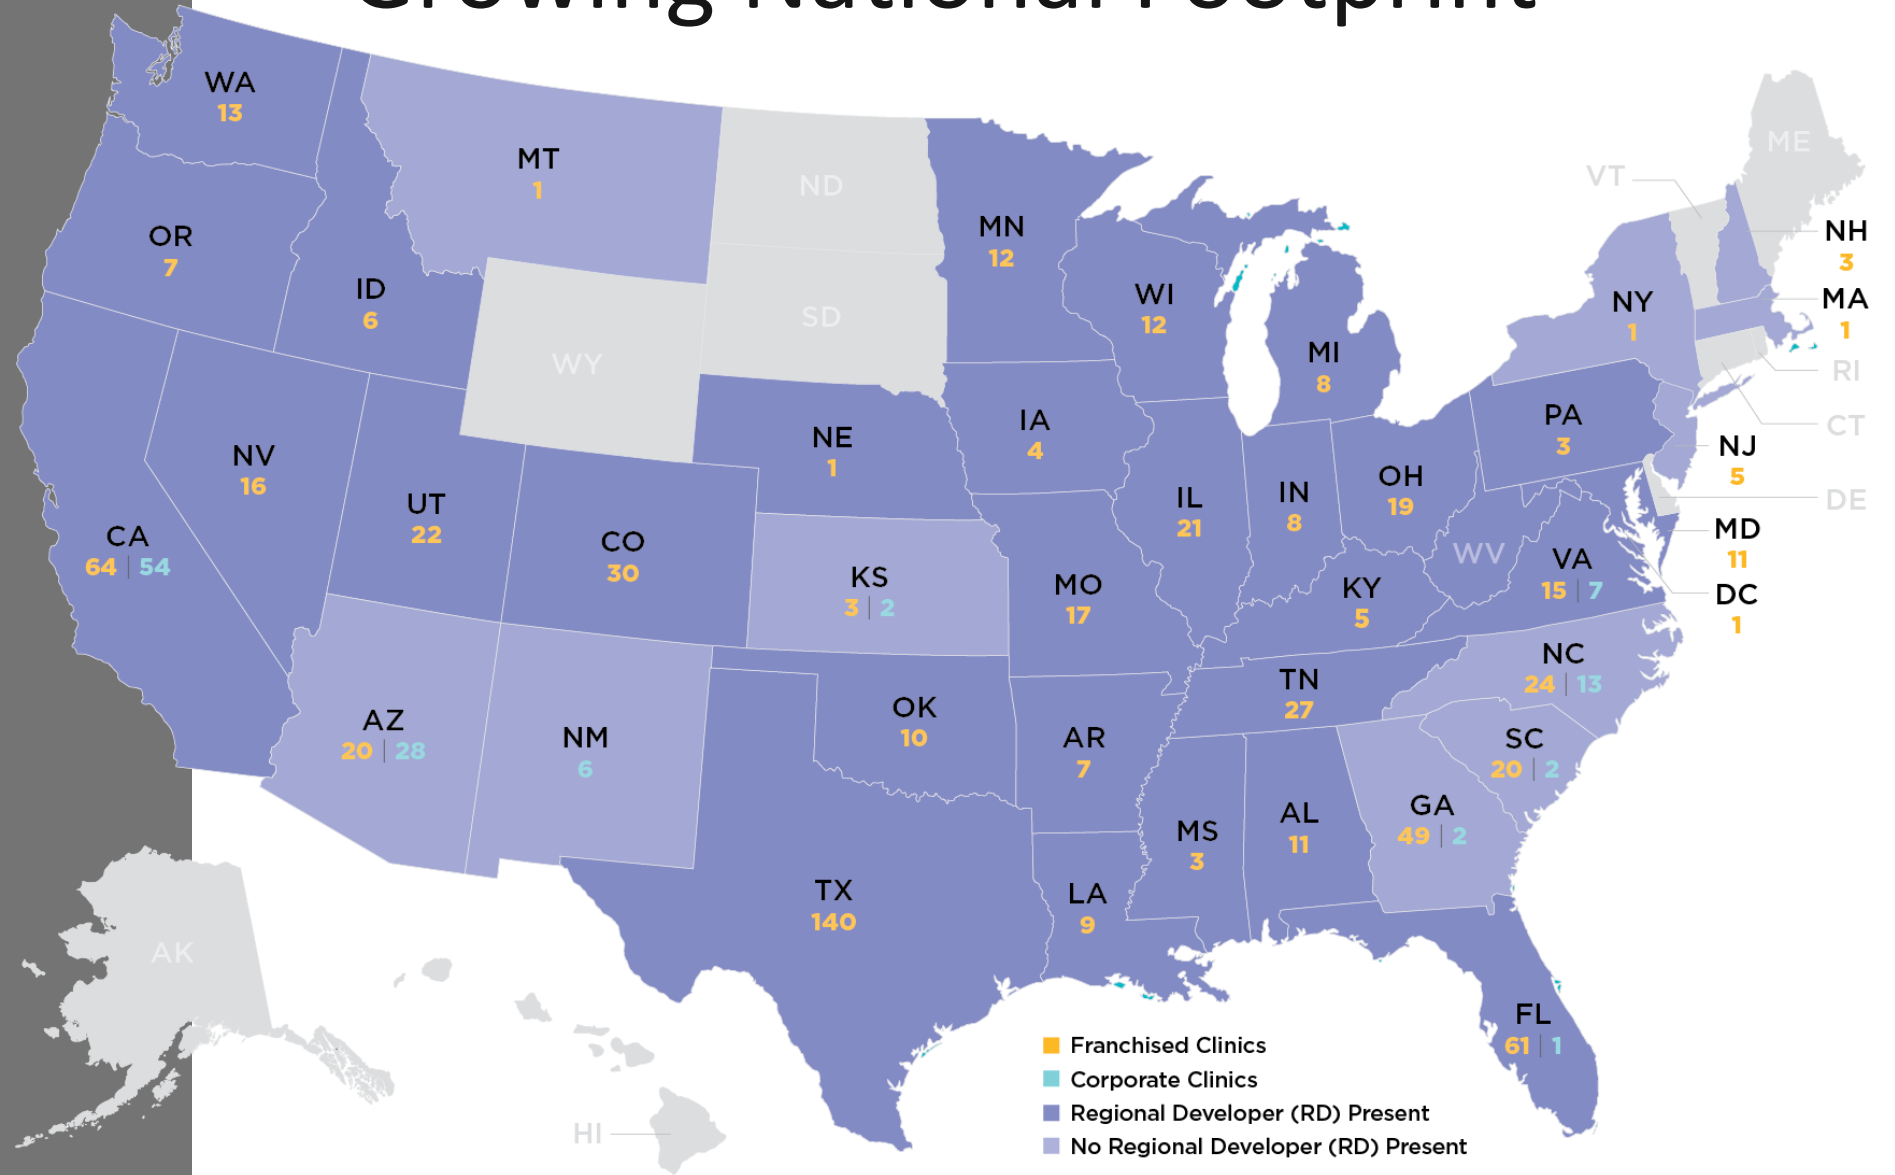 Growing National Footprint
WA
13
MT
1
ND
OR
7
ID
6
MN
12
SD
WY
WI
12
MI
8
VT
ME
NH
3
NY
1
MA
1
RI
CT
NV
16
UT
22
CO
30
NE
1
IA
4
IL
21
IN
8
OH
19
PA
3
NJ
5
DE
MD
11
DC
1
CA
64 | 54
KS
3 | 2
MO
17
KY
5
WV
VA
15 | 7
AZ
20 | 28
NM
6
OK
10
AR
7
TN
27
NC
24 | 13
SC
20 | 2
TX
140
LA
9
MS
3
AL
11
GA
49 | 2
FL
61 | 1
AK
HI
Franchised Clinics
Corporate Clinics
Regional Developer (RD) Present
No Regional Developer (RD) Present